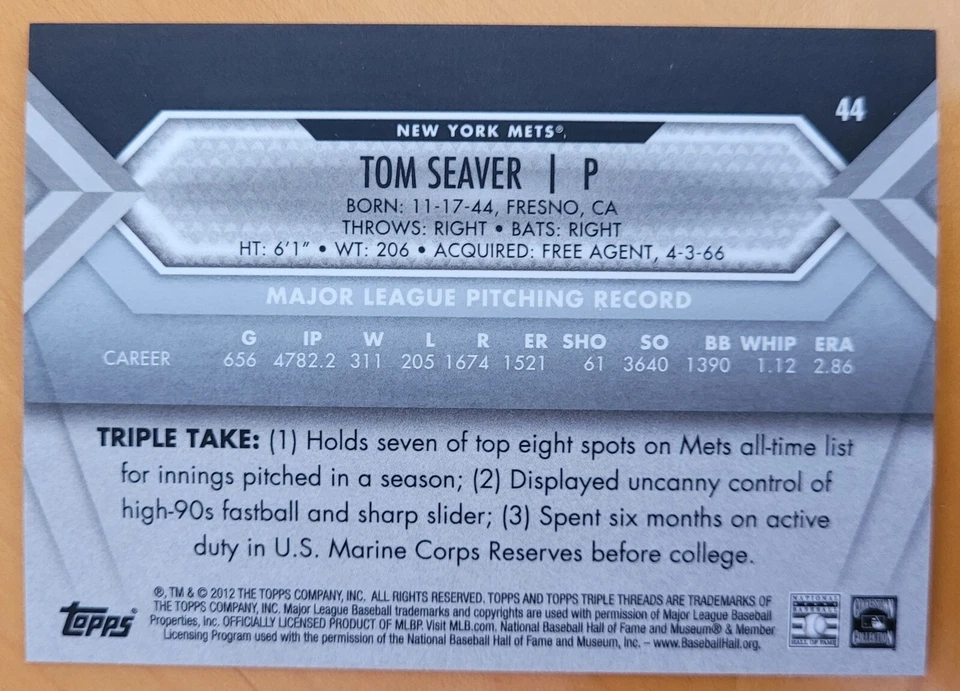 44
NEW YORK METS®
TOM SEAVER | P
BORN: 11-17-44, FRESNO, CA
THROWS: RIGHT • BATS: RIGHT
HT: 6'1" • WT: 206 • ACQUIRED: FREE AGENT, 4-3-66
MAJOR LEAGUE PITCHING RECORD
G IP W L R ER SHO SO BB WHIP ERA
CAREER 656 4782.2 311 205 1674 1521 61 3640 1390 1.12 2.86
TRIPLE TAKE: (1) Holds seven of top eight spots on Mets all-time list
for innings pitched in a season; (2) Displayed uncanny control of
high-90s fastball and sharp slider; (3) Spent six months on active
duty in U.S. Marine Corps Reserves before college.
®, TM & © 2012 THE TOPPS COMPANY, INC. ALL RIGHTS RESERVED. TOPPS AND TOPPS TRIPLE THREADS ARE TRADEMARKS OF
THE TOPPS COMPANY, INC. Major League Baseball trademarks and copyrights are used with permission of Major League Baseball
Properties, Inc. OFFICIALLY LICENSED PRODUCT OF MLBP. Visit MLB.com. National Baseball Hall of Fame and Museum® & Member
Licensing Program used with the permission of the National Baseball Hall of Fame and Museum, Inc. – www.BaseballHall.org.
Topps®
NATIONAL
BASEBALL
HALL OF FAME
COOPERSTOWN
COLLECTION